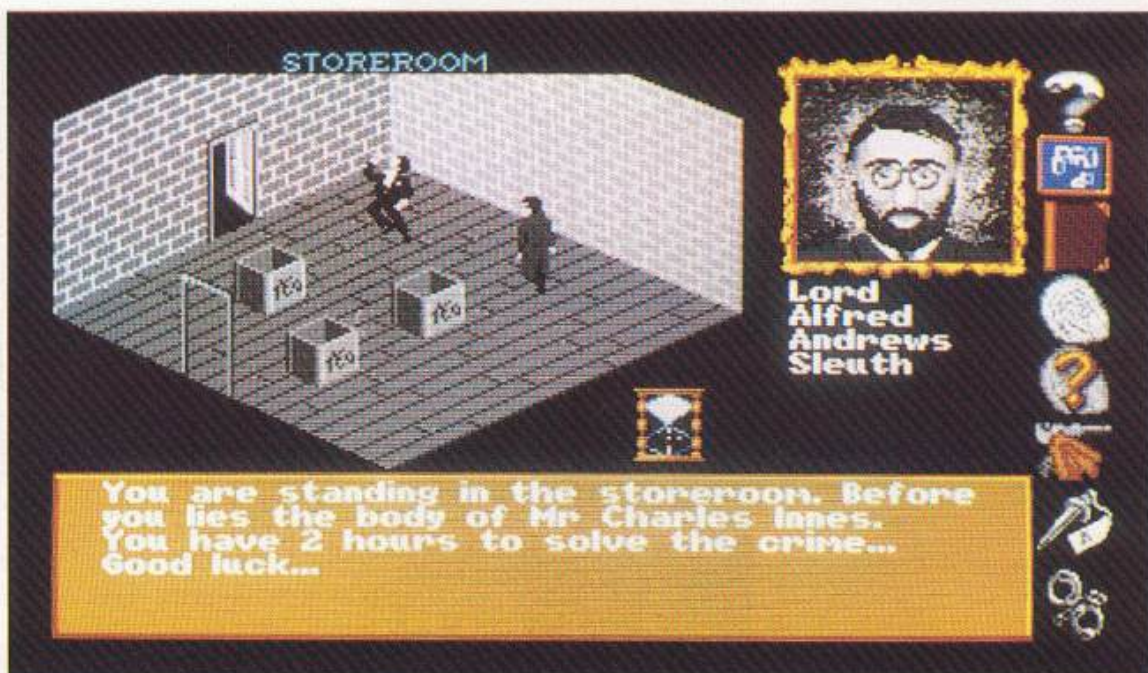 STOREROOM
Lord
Alfred
Andrews
Sleuth
You are standing in the storeroom. Before
you lies the body of Mr Charles Innes.
You have 2 hours to solve the crime...
Good luck...
A